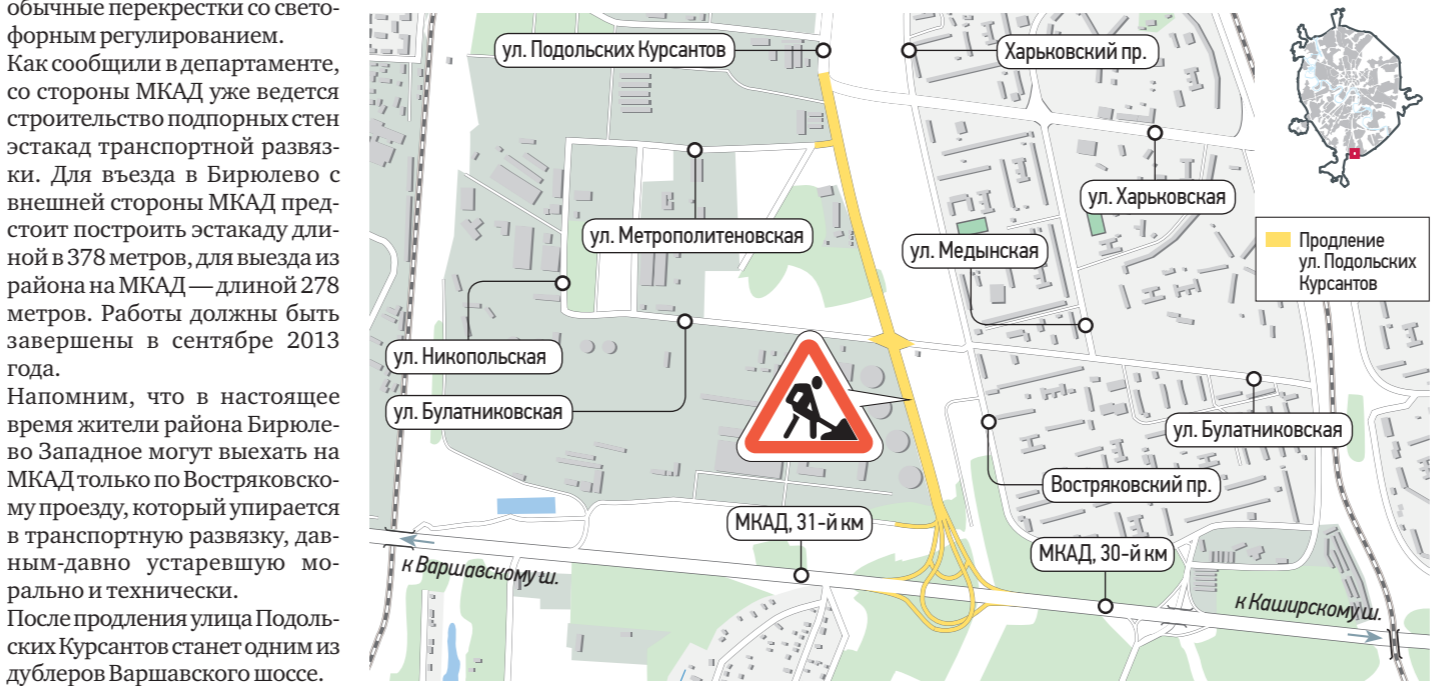 обычные перекрестки со свето-
форным регулированием.
Как сообщили в департаменте,
со стороны МКАД уже ведется
строительство подпорных стен
эстакад транспортной развяз-
ки. Для въезда в Бирюлево с
внешней стороны МКАД пред-
стоит построить эстакаду дли-
ной в 378 метров, для выезда из
района на МКАД — длиной 278
метров. Работы должны быть
завершены в сентябре 2013
года.
Напомним, что в настоящее
время жители района Бирюле-
во Западное могут выехать на
МКАД только по Востряковско-
му проезду, который упирается
в транспортную развязку, дав-
ным-давно устаревшую мо-
рально и технически.
После продления улица Подоль-
ских Курсантов станет одним из
дублеров Варшавского шоссе.
ул. Подольских Курсантов
Харьковский пр.
ул. Харьковская
ул. Метрополитеновская
ул. Медынская
Продление
ул. Подольских
Курсантов
ул. Никопольская
ул. Булатниковская
ул. Булатниковская
Востряковский пр.
МКАД, 31-й км
МКАД, 30-й км
к Варшавскому ш.
к Каширскому ш.